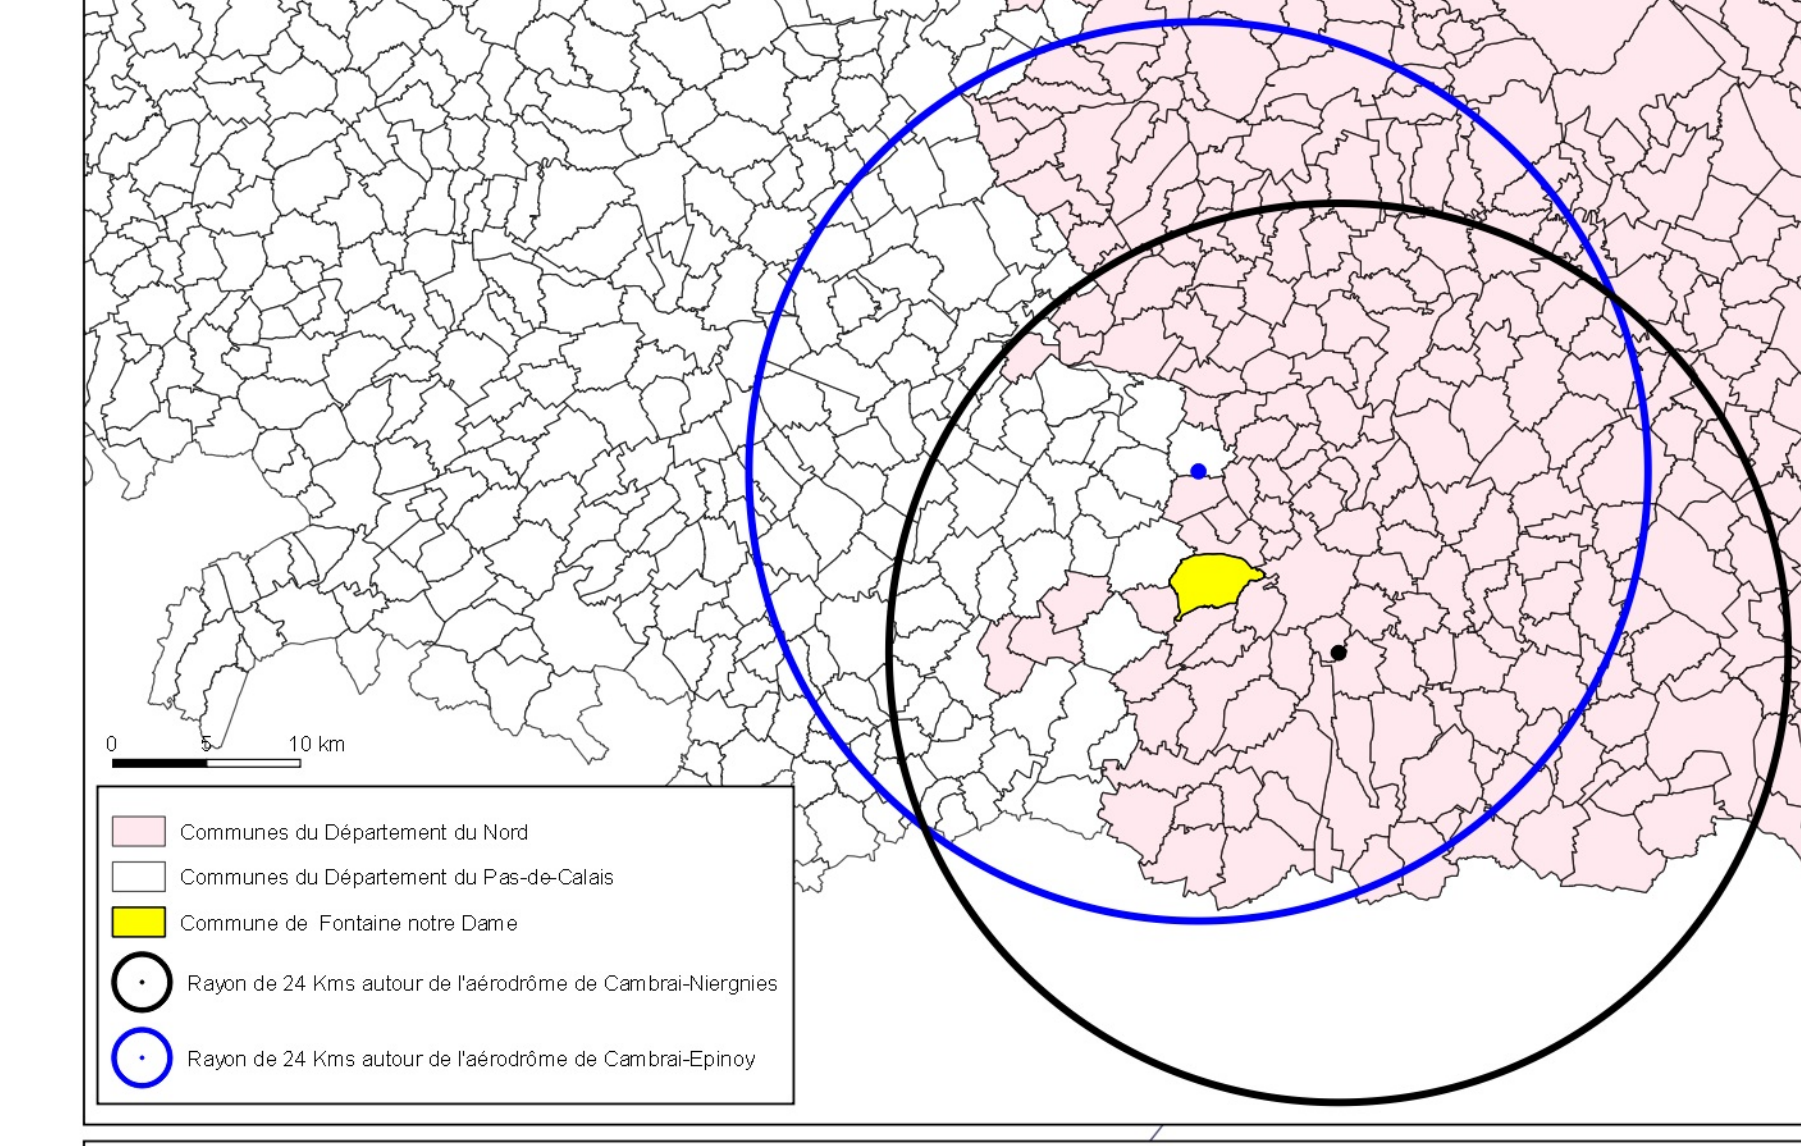 0 5 10 km
Communes du Département du Nord
Communes du Département du Pas-de-Calais
Commune de Fontaine notre Dame
Rayon de 24 Kms autour de l'aérodrôme de Cambrai-Niergnies
Rayon de 24 Kms autour de l'aérodrôme de Cambrai-Epinoy